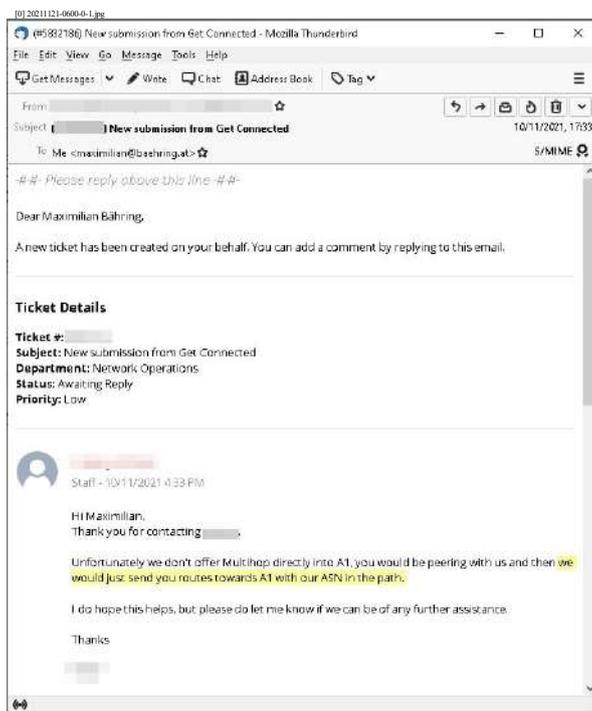 [0] 20211121-0600-0-1.jpg
(#5832186) New submission from Get Connected - Mozilla Thunderbird
File Edit View Go Message Tools Help
Get Messages Write Chat Address Book Tag
From
Subject [ ] New submission from Get Connected 10/11/2021, 17:33
To Me <maximilian@baehring.at> S/MIME
-#-#- Please reply above this line -#-#-
Dear Maximilian Bähring,
A new ticket has been created on your behalf. You can add a comment by replying to this email.
Ticket Details
Ticket #:
Subject: New submission from Get Connected
Department: Network Operations
Status: Awaiting Reply
Priority: Low
Staff - 10/11/2021 4:33 PM
Hi Maximilian,
Thank you for contacting .
Unfortunately we don't offer Multihop directly into A1, you would be peering with us and then we
would just send you routes towards A1 with our ASN in the path.
I do hope this helps, but please do let me know if we can be of any further assistance.
Thanks